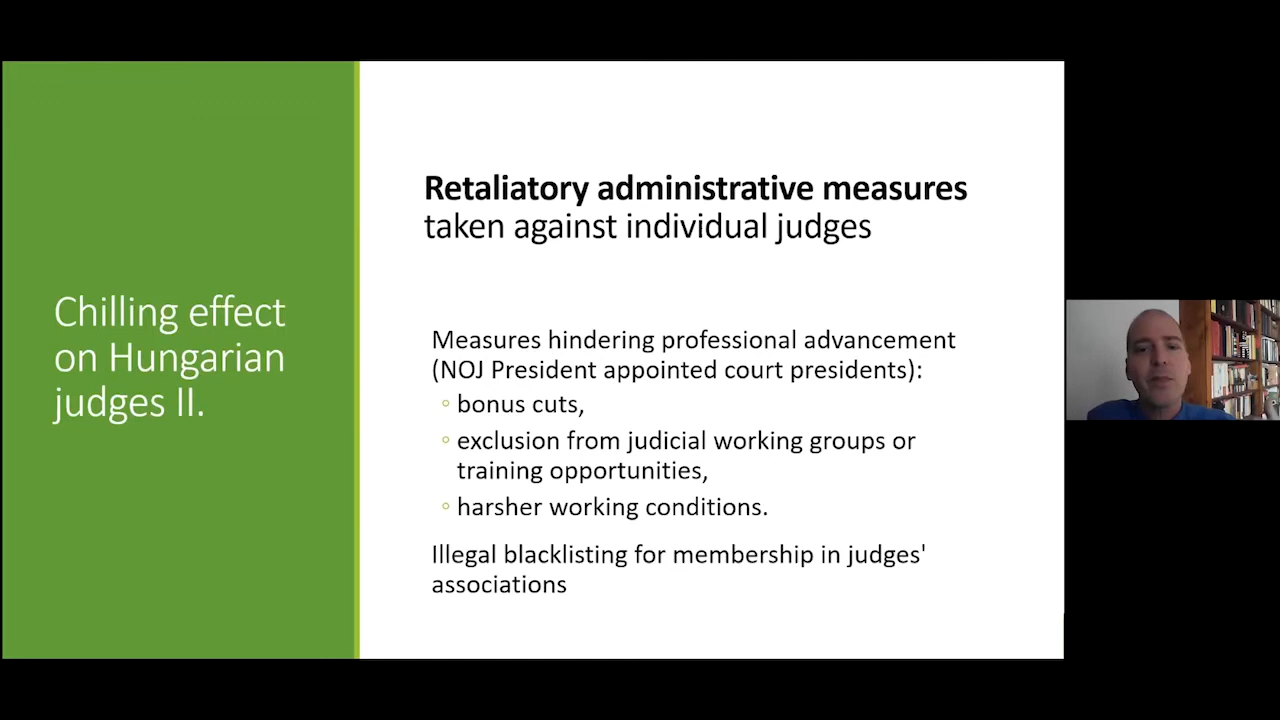 Chilling effect
on Hungarian
judges II.
Retaliatory administrative measures
taken against individual judges
Measures hindering professional advancement
(NOJ President appointed court presidents):
◦ bonus cuts,
◦ exclusion from judicial working groups or
training opportunities,
◦ harsher working conditions.
Illegal blacklisting for membership in judges'
associations